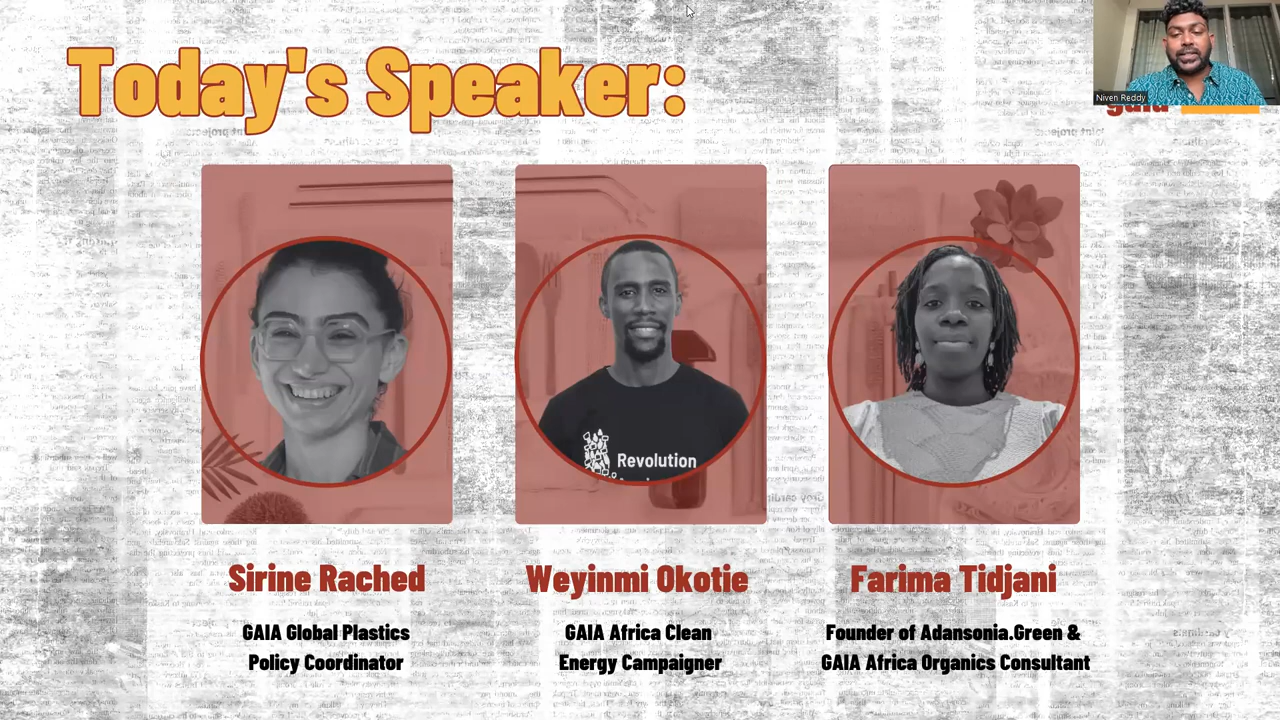 Today's Speaker:
Niven Reddy
gaia
Revolution
Sirine Rached
Weyinmi Okotie
Farima Tidjani
GAIA Global Plastics
Policy Coordinator
GAIA Africa Clean
Energy Campaigner
Founder of Adansonia.Green &
GAIA Africa Organics Consultant